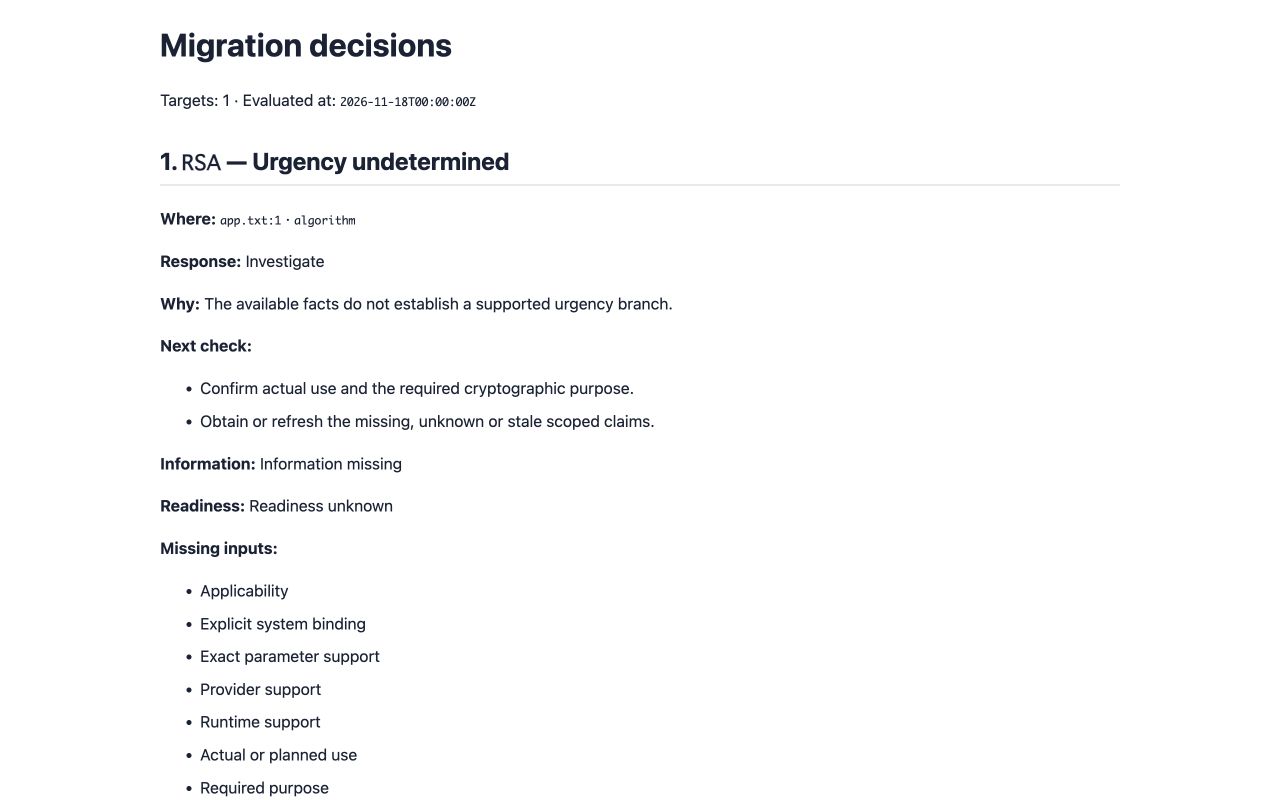 Migration decisions
Targets: 1 · Evaluated at: 2026-11-18T00:00:00Z
1. RSA — Urgency undetermined
Where: app.txt:1 · algorithm
Response: Investigate
Why: The available facts do not establish a supported urgency branch.
Next check:
• Confirm actual use and the required cryptographic purpose.
• Obtain or refresh the missing, unknown or stale scoped claims.
Information: Information missing
Readiness: Readiness unknown
Missing inputs:
• Applicability
• Explicit system binding
• Exact parameter support
• Provider support
• Runtime support
• Actual or planned use
• Required purpose